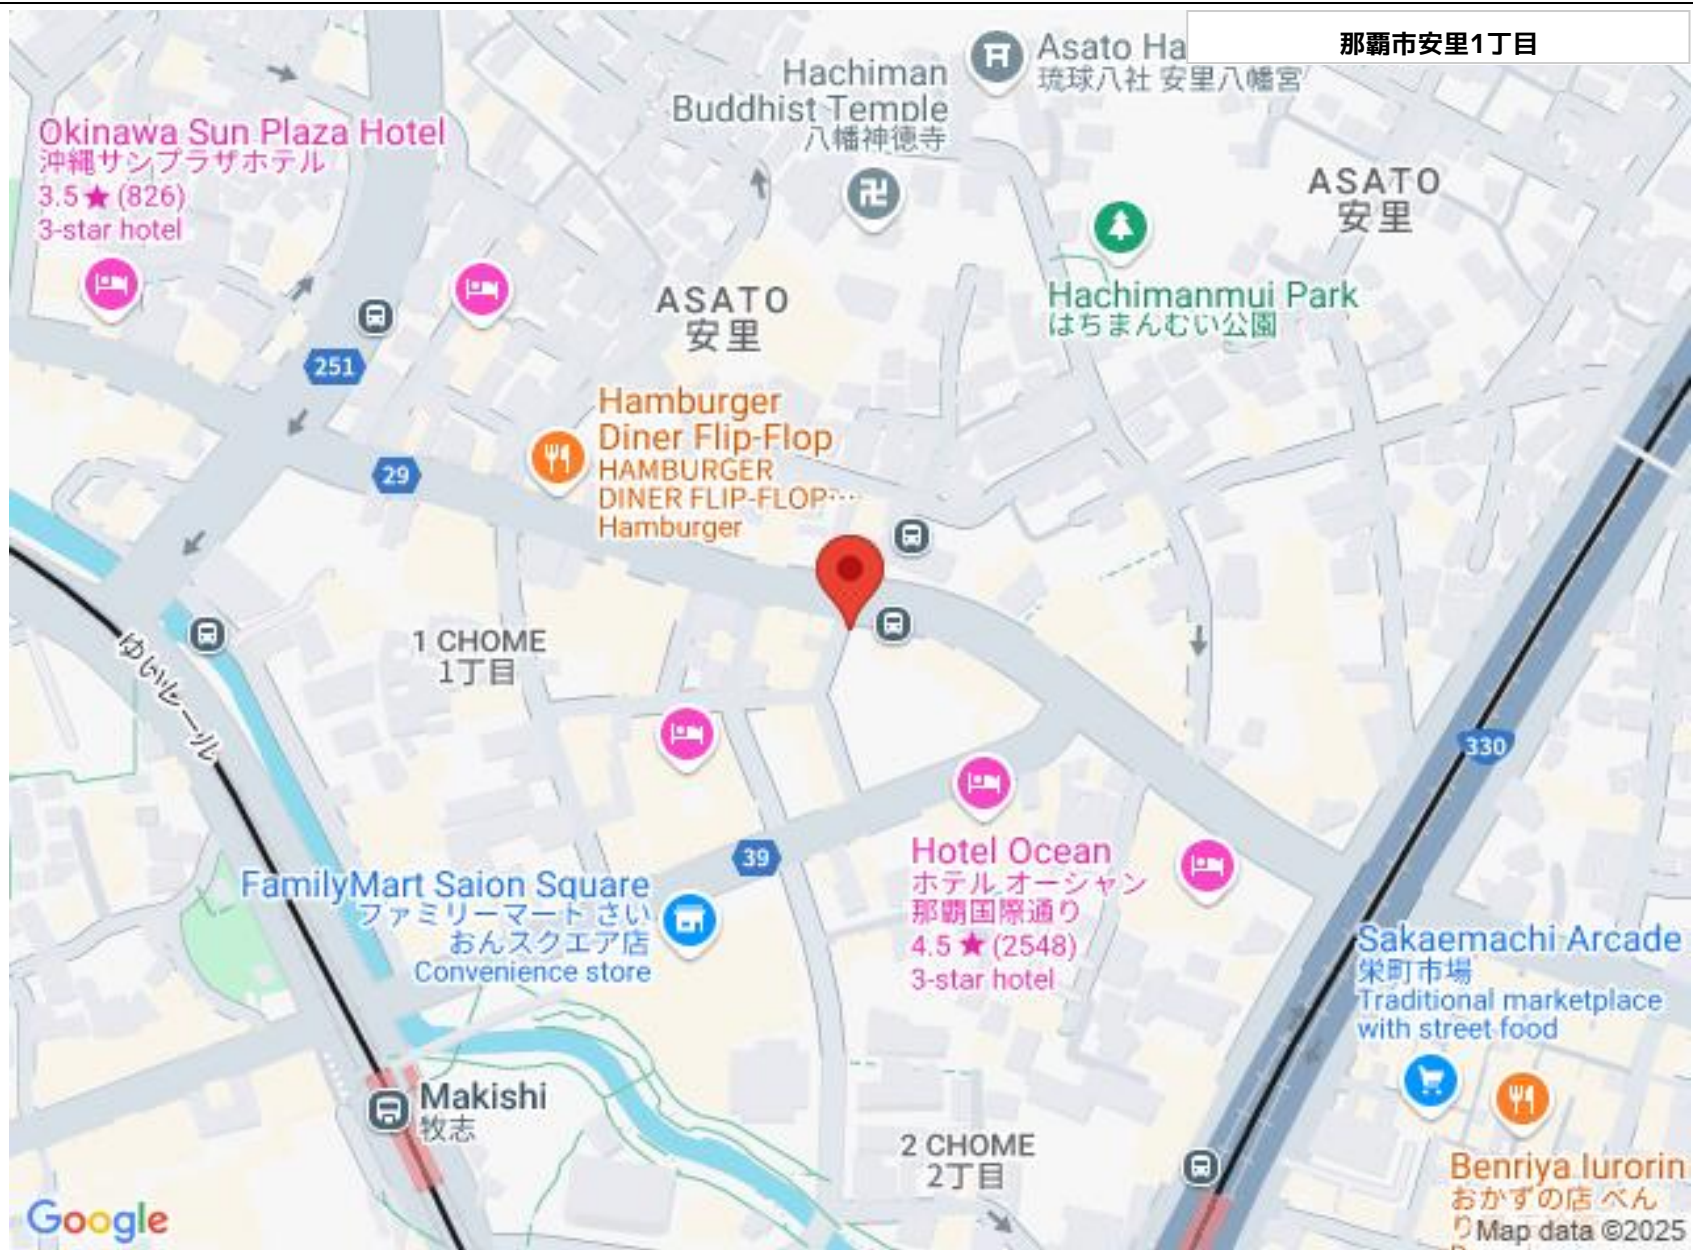 那覇市安里1丁目
Asato Ha
琉球八社 安里八幡宮
Hachiman
Buddhist Temple
八幡神徳寺
Okinawa Sun Plaza Hotel
沖縄サンプラザホテル
3.5★(826)
3-star hotel
ASATO
安里
Hachimanmui Park
はちまんむい公園
ASATO
安里
251
Hamburger
Diner Flip-Flop
HAMBURGER
DINER FLIP-FLOP…
Hamburger
29
1 CHOME
1丁目
ゆいレール
330
39
Hotel Ocean
ホテル オーシャン
那覇国際通り
4.5★(2548)
3-star hotel
FamilyMart Saion Square
ファミリーマート さい
おんスクエア店
Convenience store
Sakaemachi Arcade
栄町市場
Traditional marketplace
with street food
Makishi
牧志
2 CHOME
2丁目
Benriya Iurorin
おかずの店 べん
り
Google
Map data ©2025